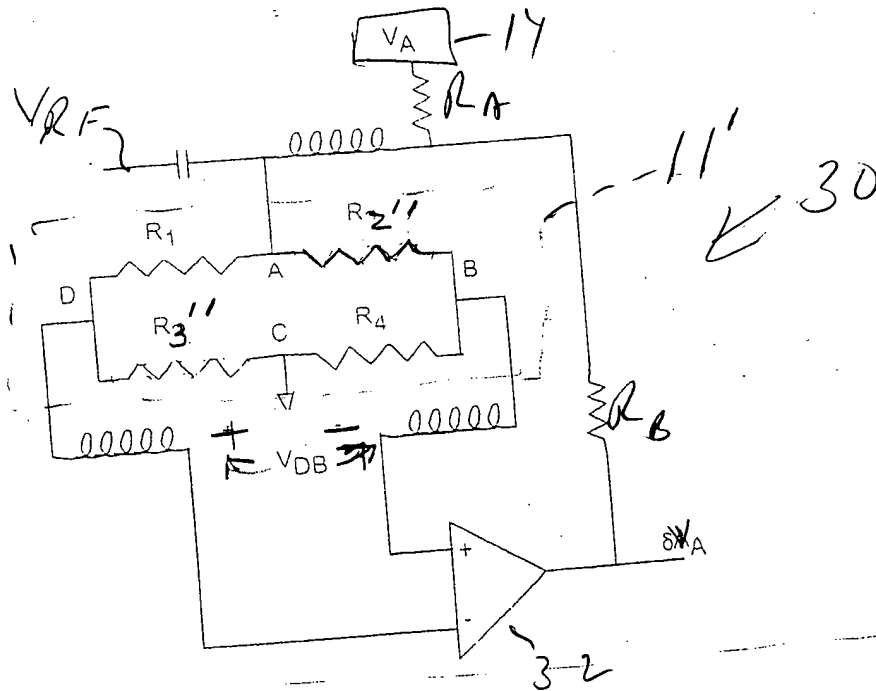 VA
14
RA
VRF
11'
30
R1
R2''
A
B
D
R3''
C
R4
+ -
VDB
RB
+
-
δVA
32